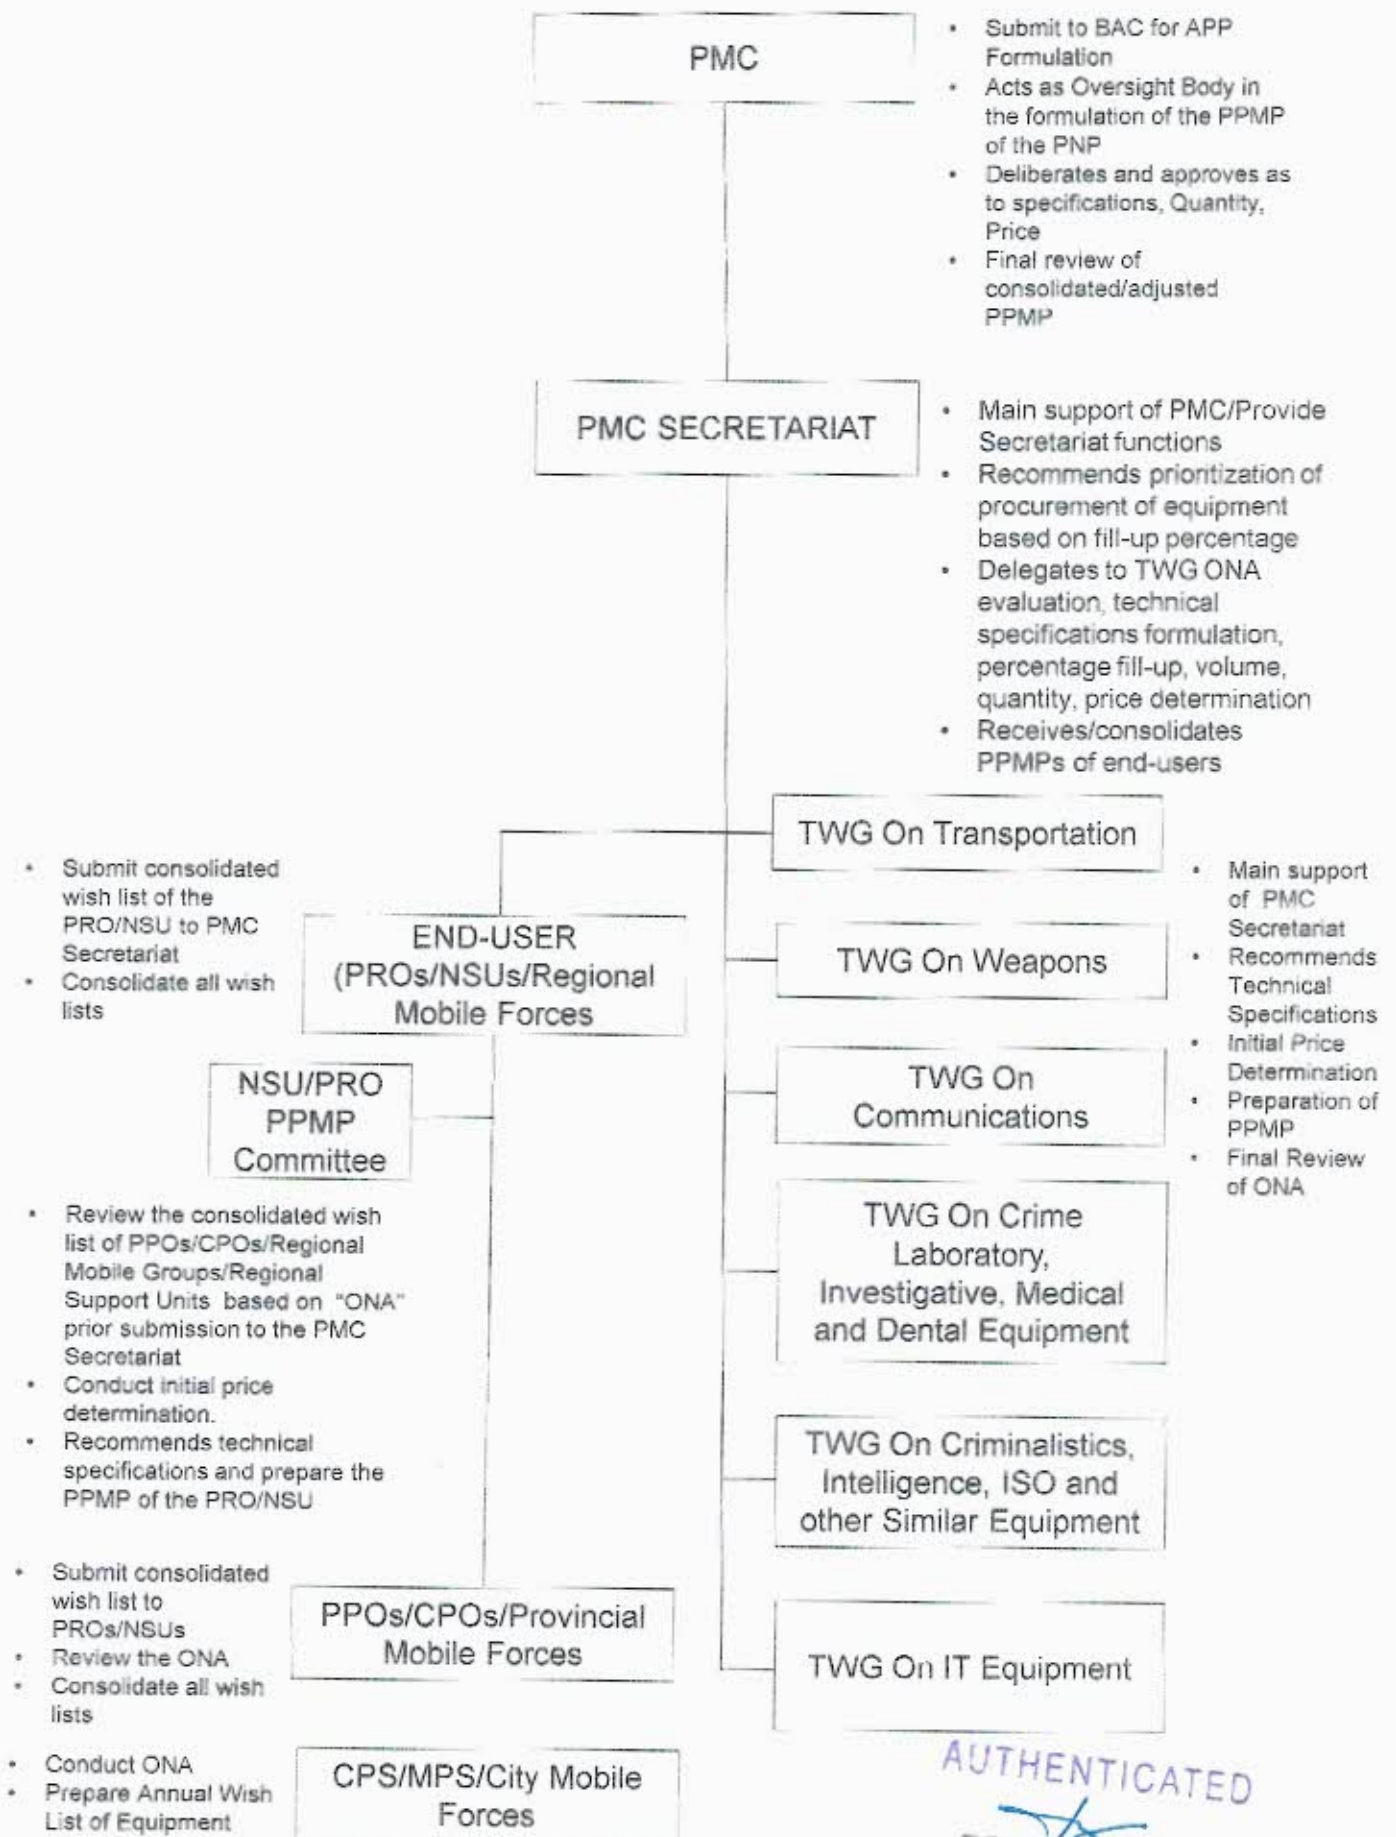 PMC
• Submit to BAC for APP
Formulation
• Acts as Oversight Body in
the formulation of the PPMP
of the PNP
• Deliberates and approves as
to specifications, Quantity,
Price
• Final review of
consolidated/adjusted
PPMP
PMC SECRETARIAT
• Main support of PMC/Provide
Secretariat functions
• Recommends prioritization of
procurement of equipment
based on fill-up percentage
• Delegates to TWG ONA
evaluation, technical
specifications formulation,
percentage fill-up, volume,
quantity, price determination
• Receives/consolidates
PPMPs of end-users
TWG On Transportation
• Submit consolidated
wish list of the
PRO/NSU to PMC
Secretariat
• Consolidate all wish
lists
END-USER
(PROs/NSUs/Regional
Mobile Forces
TWG On Weapons
• Main support
of PMC
Secretariat
• Recommends
Technical
Specifications
• Initial Price
Determination
• Preparation of
PPMP
• Final Review
of ONA
NSU/PRO
PPMP
Committee
TWG On
Communications
• Review the consolidated wish
list of PPOs/CPOs/Regional
Mobile Groups/Regional
Support Units based on "ONA"
prior submission to the PMC
Secretariat
• Conduct initial price
determination.
• Recommends technical
specifications and prepare the
PPMP of the PRO/NSU
TWG On Crime
Laboratory,
Investigative, Medical
and Dental Equipment
TWG On Criminalistics,
Intelligence, ISO and
other Similar Equipment
• Submit consolidated
wish list to
PROs/NSUs
• Review the ONA
• Consolidate all wish
lists
PPOs/CPOs/Provincial
Mobile Forces
TWG On IT Equipment
• Conduct ONA
• Prepare Annual Wish
List of Equipment
CPS/MPS/City Mobile
Forces
AUTHENTICATED